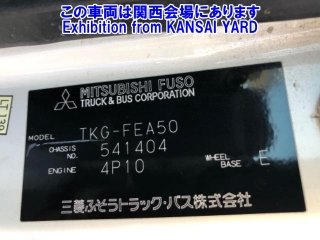 この車両は関西会場にあります
Exhibition from KANSAI YARD
MITSUBISHI FUSO
TRUCK & BUS CORPORATION
MODEL TKG-FEA50
CHASSIS NO. 541404
ENGINE 4P10 WHEEL BASE E
三菱ふそうトラック・バス株式会社